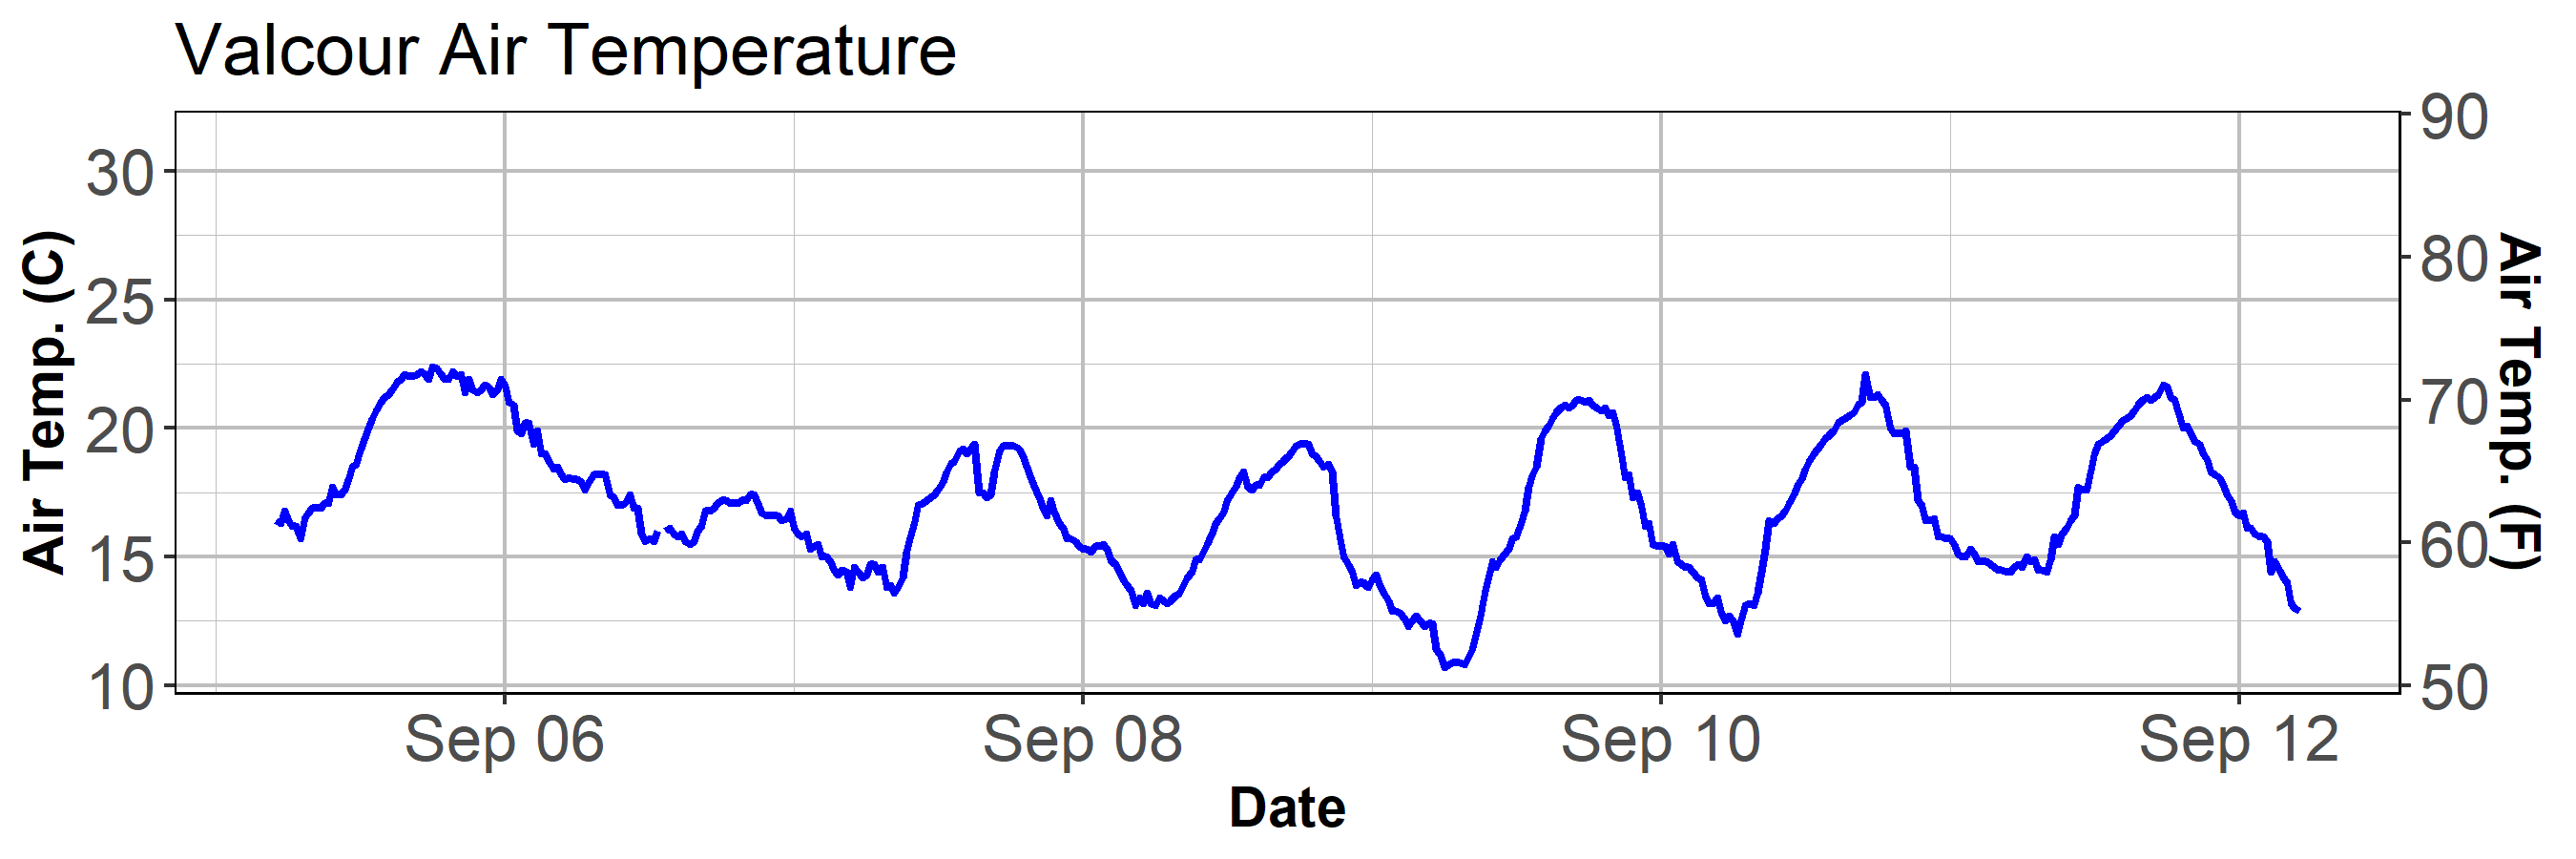 Valcour Air Temperature
Air Temp. (C)
30
25
20
15
10
90
80
70
60
50
Air Temp. (F)
Sep 06 Sep 08 Sep 10 Sep 12
Date